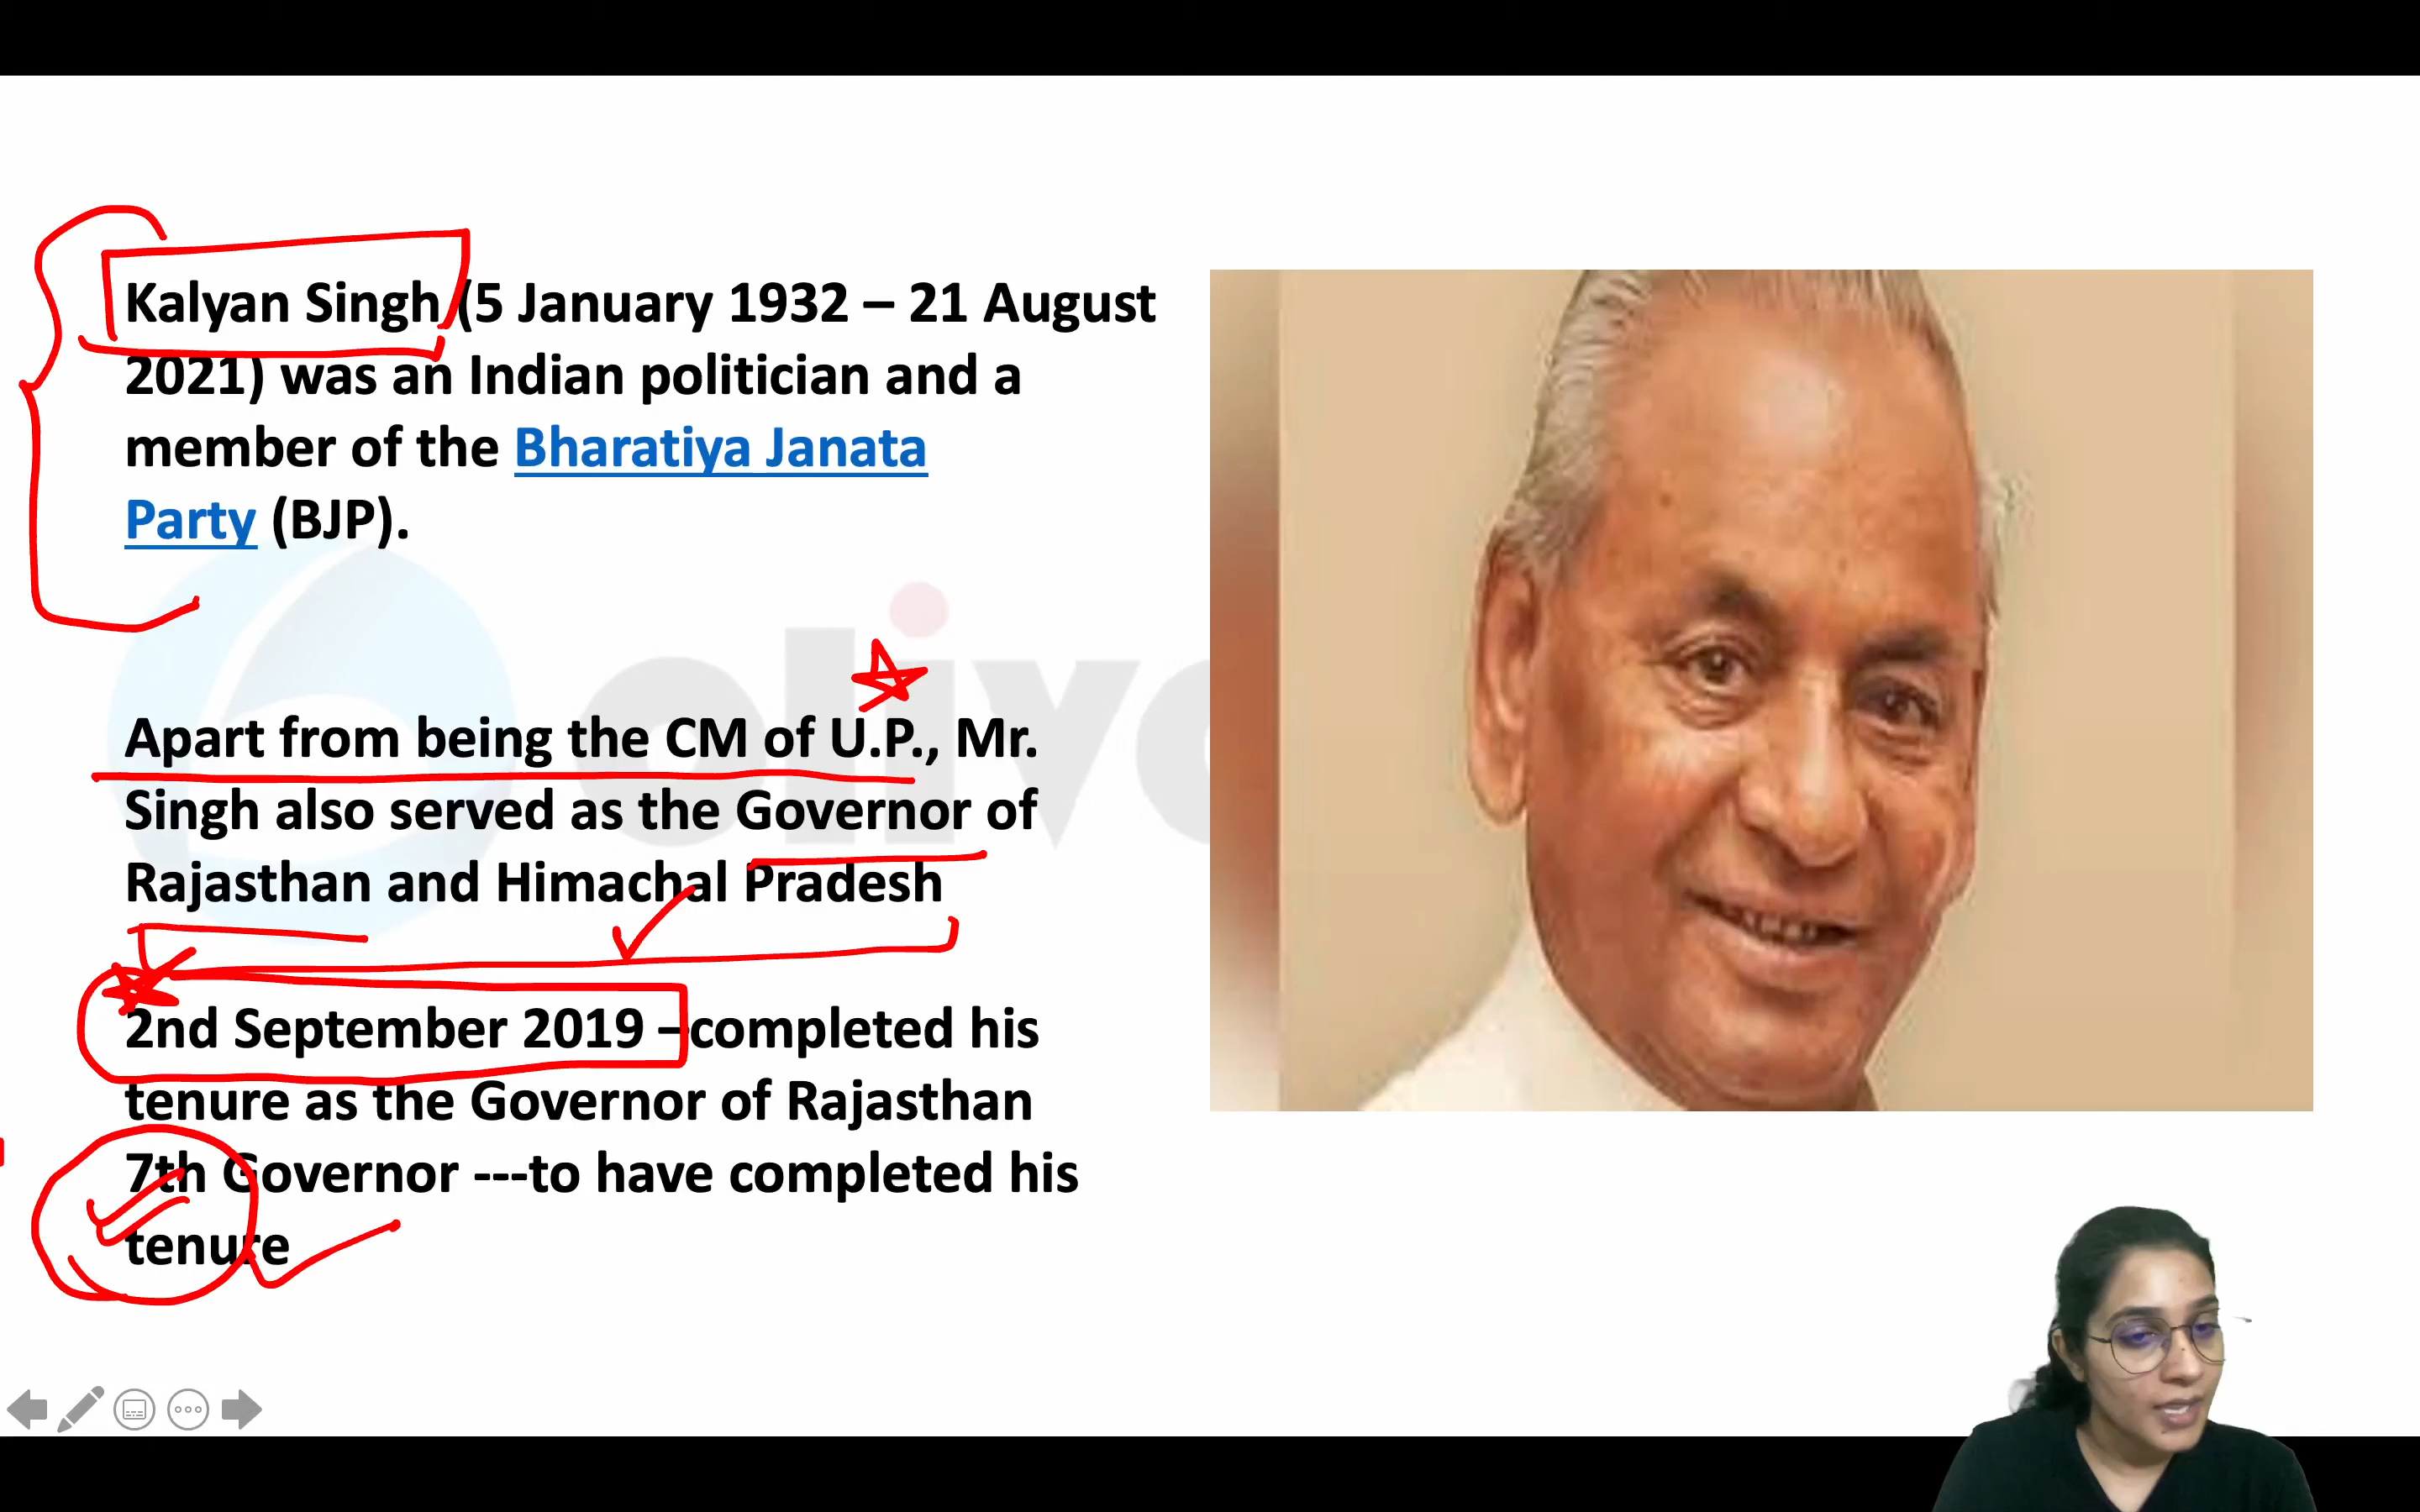 Kalyan Singh (5 January 1932 – 21 August
2021) was an Indian politician and a
member of the Bharatiya Janata
Party (BJP).
Apart from being the CM of U.P., Mr.
Singh also served as the Governor of
Rajasthan and Himachal Pradesh
2nd September 2019 –completed his
tenure as the Governor of Rajasthan
7th Governor ---to have completed his
tenure